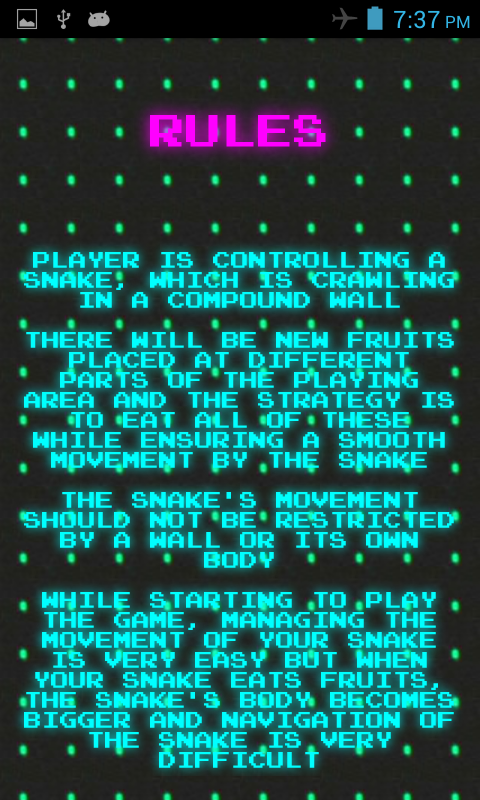 7:37 PM
RULES
PLAYER IS CONTROLLING A
SNAKE, WHICH IS CRAWLING
IN A COMPOUND WALL
THERE WILL BE NEW FRUITS
PLACED AT DIFFERENT
PARTS OF THE PLAYING
AREA AND THE STRATEGY IS
TO EAT ALL OF THESE
WHILE ENSURING A SMOOTH
MOVEMENT BY THE SNAKE
THE SNAKE'S MOVEMENT
SHOULD NOT BE RESTRICTED
BY A WALL OR ITS OWN
BODY
WHILE STARTING TO PLAY
THE GAME, MANAGING THE
MOVEMENT OF YOUR SNAKE
IS VERY EASY BUT WHEN
YOUR SNAKE EATS FRUITS,
THE SNAKE'S BODY BECOMES
BIGGER AND NAVIGATION OF
THE SNAKE IS VERY
DIFFICULT